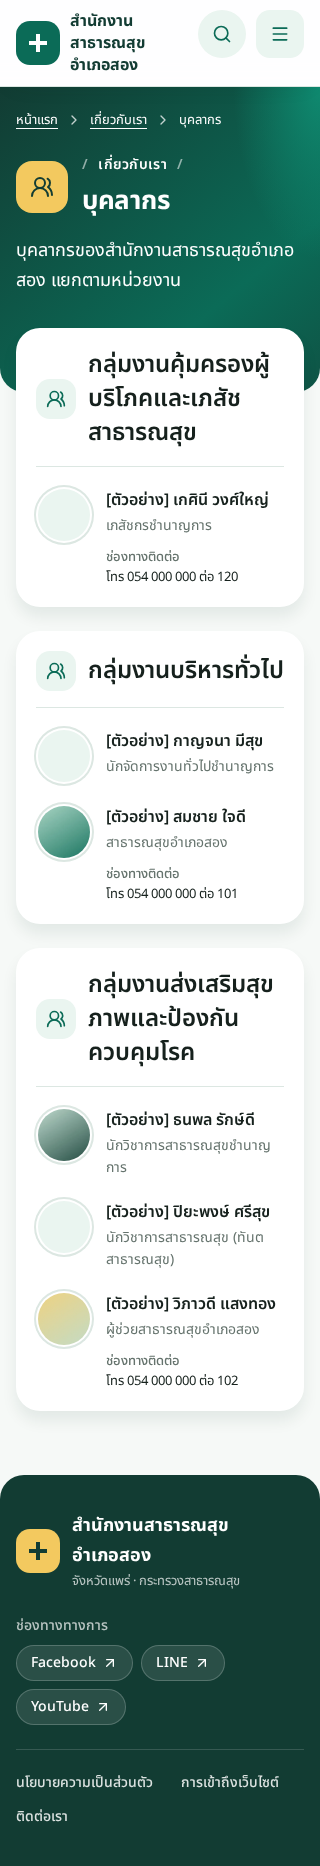 สำนักงาน
สาธารณสุข
อำเภอสอง
หน้าแรก > เกี่ยวกับเรา > บุคลากร
/ เกี่ยวกับเรา /
บุคลากร
บุคลากรของสำนักงานสาธารณสุขอำเภอ
สอง แยกตามหน่วยงาน
กลุ่มงานคุ้มครองผู้
บริโภคและเภสัช
สาธารณสุข
[ตัวอย่าง] เกศินี วงศ์ใหญ่
เภสัชกรชำนาญการ
ช่องทางติดต่อ
โทร 054 000 000 ต่อ 120
กลุ่มงานบริหารทั่วไป
[ตัวอย่าง] กาญจนา มีสุข
นักจัดการงานทั่วไปชำนาญการ
[ตัวอย่าง] สมชาย ใจดี
สาธารณสุขอำเภอสอง
ช่องทางติดต่อ
โทร 054 000 000 ต่อ 101
กลุ่มงานส่งเสริมสุข
ภาพและป้องกัน
ควบคุมโรค
[ตัวอย่าง] ธนพล รักษ์ดี
นักวิชาการสาธารณสุขชำนาญ
การ
[ตัวอย่าง] ปิยะพงษ์ ศรีสุข
นักวิชาการสาธารณสุข (ทันต
สาธารณสุข)
[ตัวอย่าง] วิภาวดี แสงทอง
ผู้ช่วยสาธารณสุขอำเภอสอง
ช่องทางติดต่อ
โทร 054 000 000 ต่อ 102
สำนักงานสาธารณสุข
อำเภอสอง
จังหวัดแพร่ · กระทรวงสาธารณสุข
ช่องทางทางการ
Facebook
LINE
YouTube
นโยบายความเป็นส่วนตัว
การเข้าถึงเว็บไซต์
ติดต่อเรา